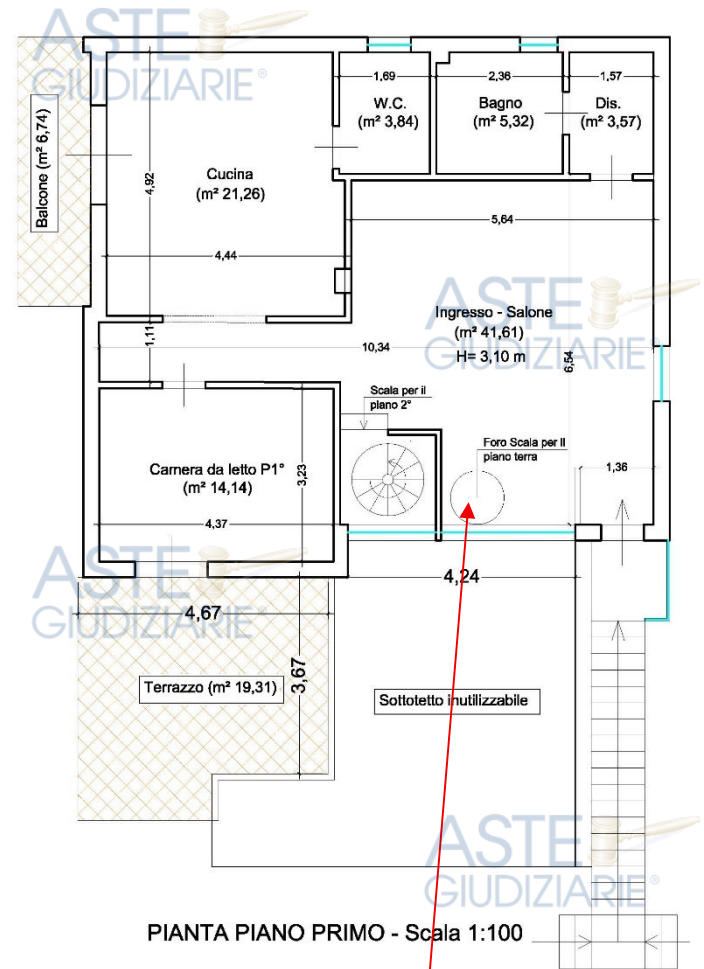 ASTE
GIUDIZIARIE®
Balcone (m² 6,74)
1,69
2,36
1,57
W.C.
(m² 3,84)
Bagno
(m² 5,32)
Dis.
(m² 3,57)
4,92
Cucina
(m² 21,26)
5,64
4,44
ASTE
GIUDIZIARIE
Ingresso - Salone
(m² 41,61)
H= 3,10 m
1,11
10,34
6,54
Scala per il
piano 2°
Foro Scala per il
piano terra
Camera da letto P1°
(m² 14,14)
3,23
1,36
4,37
ASTE
GIUDIZIARIE®
4,24
4,67
3,67
Terrazzo (m² 19,31)
Sottotetto inutilizzabile
ASTE
GIUDIZIARIE®
PIANTA PIANO PRIMO - Scala 1:100